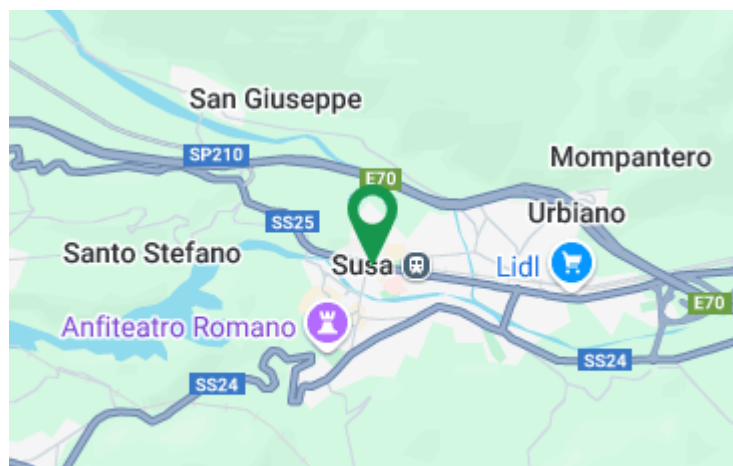 San Giuseppe
SP210
Mompantero
E70
Urbiano
SS25
Santo Stefano
Susa
Lidl
E70
Anfiteatro Romano
SS24
SS24